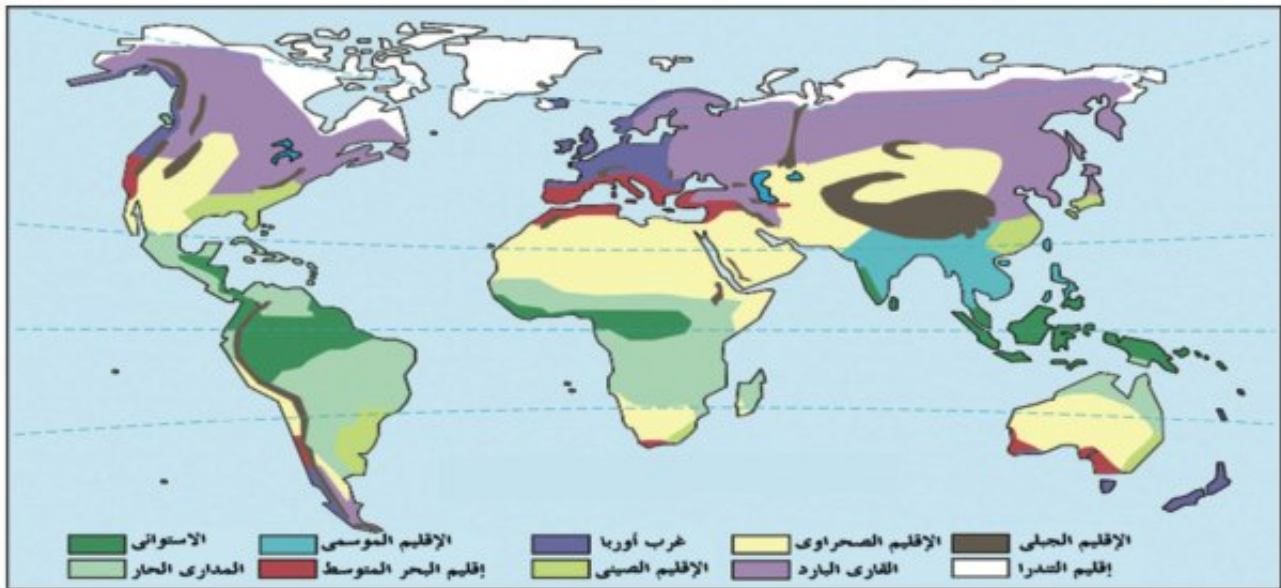 الاستوائى
الإقليم الموسمى
غرب أوربا
الإقليم الصحراوى
الإقليم الجبلى
المدارى الحار
إقليم البحر المتوسط
الإقليم الصينى
القارى البارد
إقليم التندرا